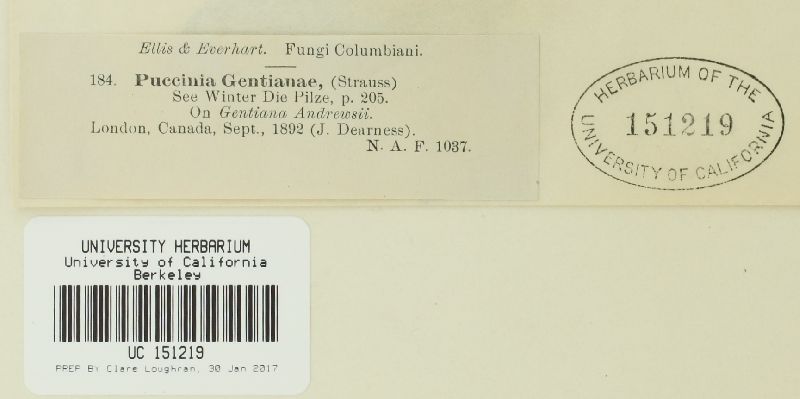 Ellis & Everhart. Fungi Columbiani.
184. Puccinia Gentianae, (Strauss)
See Winter Die Pilze, p. 205.
On Gentiana Andrewsii.
London, Canada, Sept., 1892 (J. Dearness).
N. A. F. 1037.
HERBARIUM OF THE
151219
UNIVERSITY OF CALIFORNIA
UNIVERSITY HERBARIUM
University of California
Berkeley
UC 151219
PREP BY Clare Loughran, 30 Jan 2017